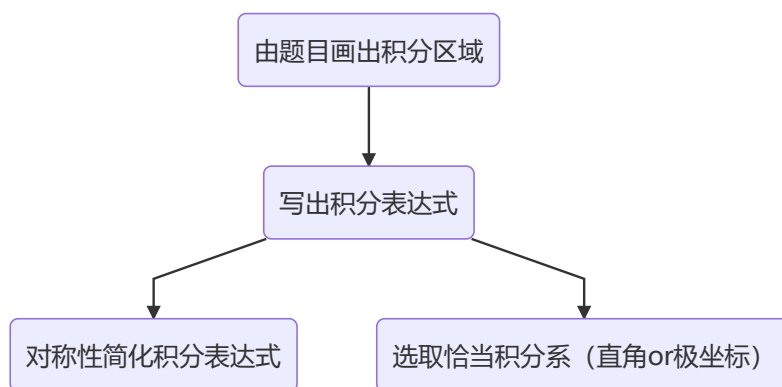 由题目画出积分区域
写出积分表达式
对称性简化积分表达式
选取恰当积分系（直角or极坐标）